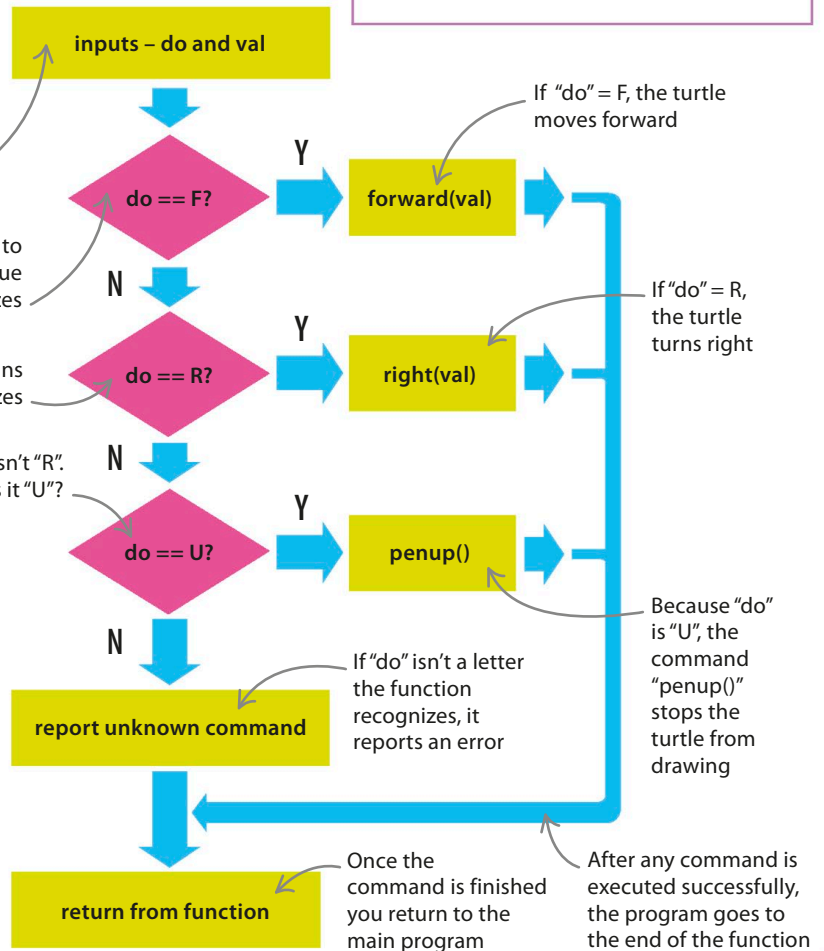 inputs – do and val
If “do” = F, the turtle
moves forward
Y
do == F?
forward(val)
to
ue
zes
N
If “do” = R,
the turtle
turns right
Y
do == R?
right(val)
ns
zes
N
sn’t “R”.
s it “U”?
Y
do == U?
penup()
Because “do”
is “U”, the
command
“penup()”
stops the
turtle from
drawing
N
If “do” isn’t a letter
the function
recognizes, it
reports an error
report unknown command
Once the
command is finished
you return to the
main program
After any command is
executed successfully,
the program goes to
the end of the function
return from function